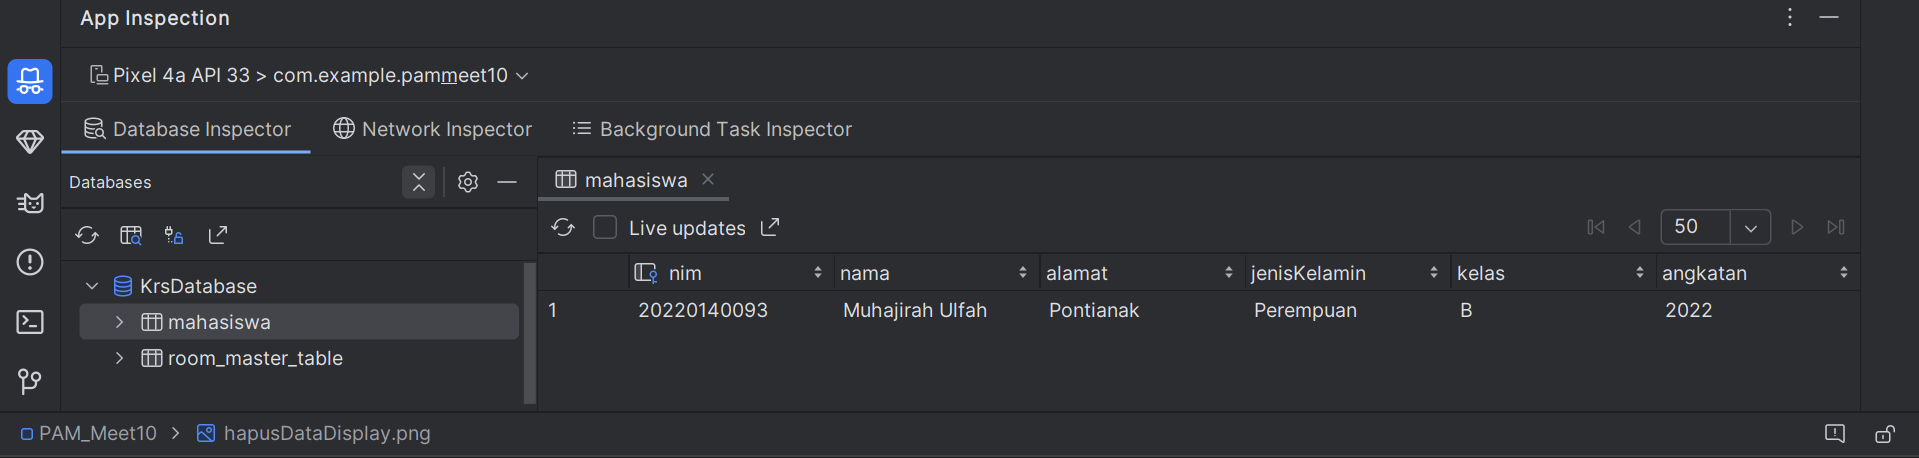 App Inspection
Pixel 4a API 33 > com.example.pammeet10
Database Inspector Network Inspector Background Task Inspector
Databases
mahasiswa
Live updates
50
KrsDatabase
mahasiswa
room_master_table
nim nama alamat jenisKelamin kelas angkatan
1 20220140093 Muhajirah Ulfah Pontianak Perempuan B 2022
PAM_Meet10 > hapusDataDisplay.png